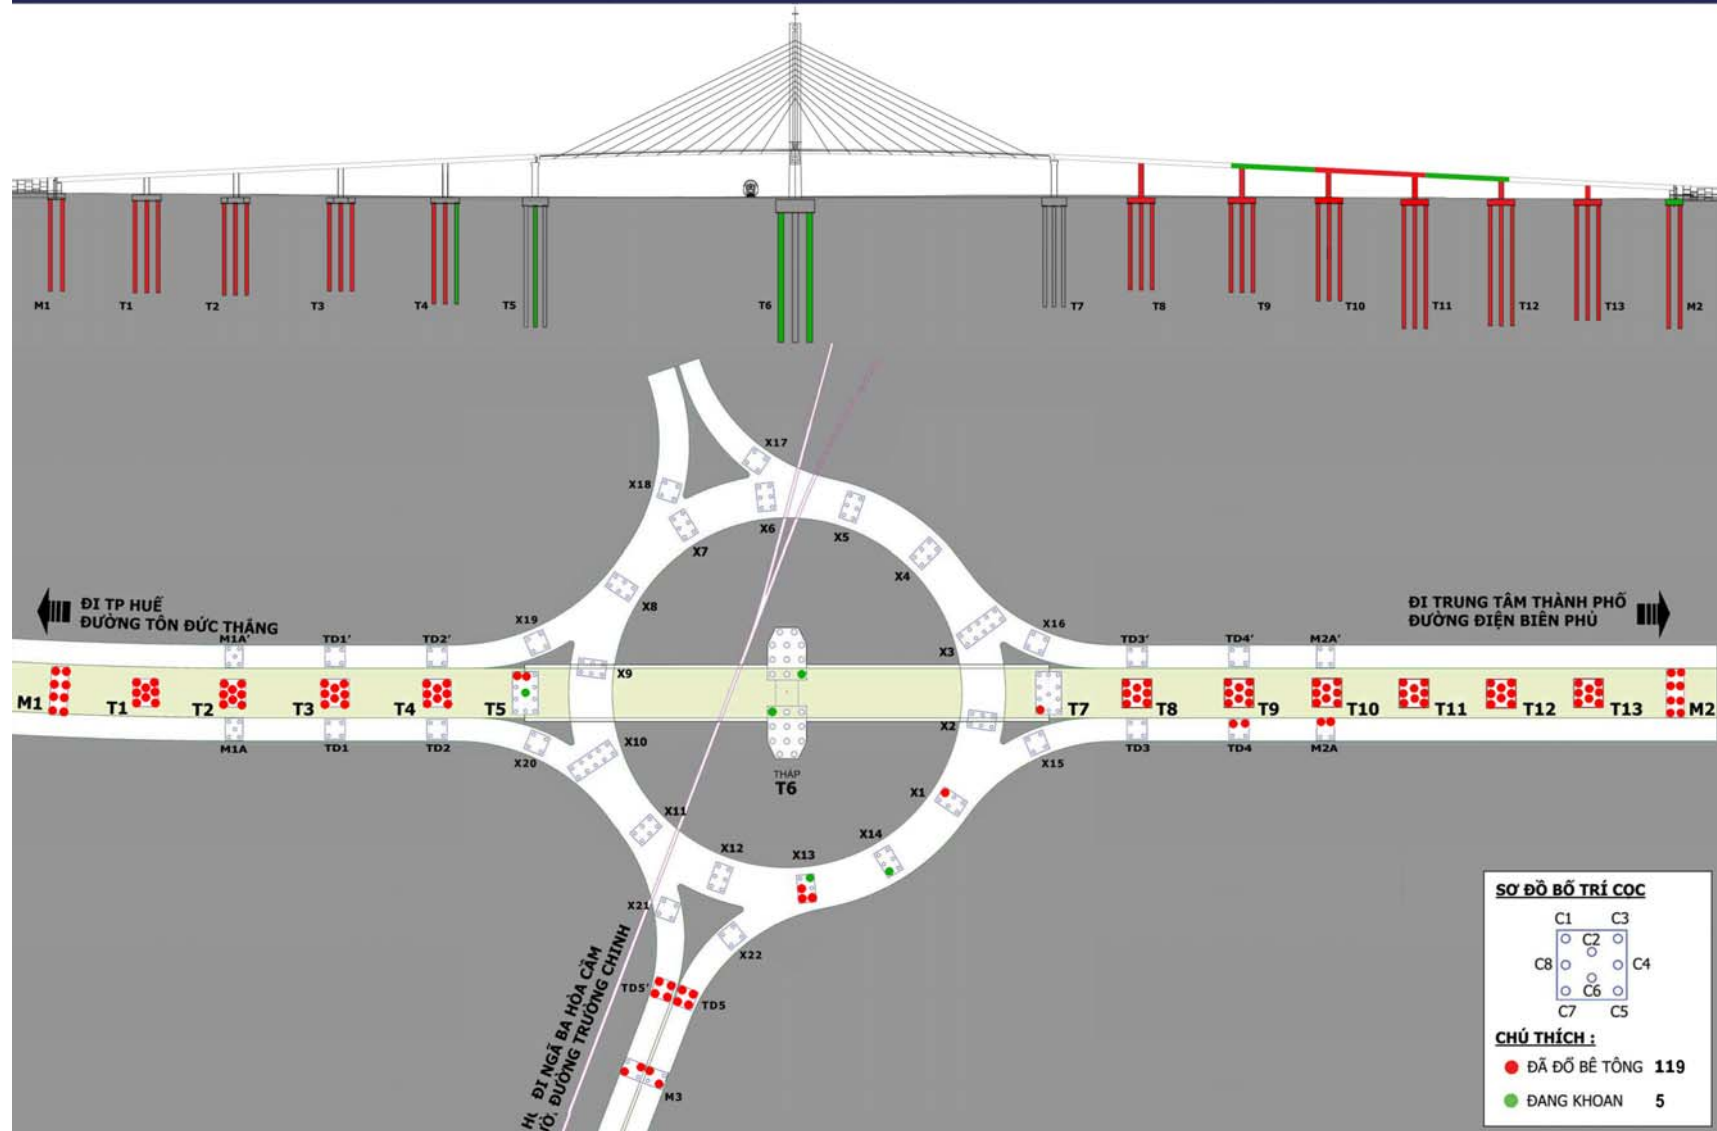 M1
T1
T2
T3
T4
T5
T6
T7
T8
T9
T10
T11
T12
T13
M2
X17
X18
X6
X5
X7
X4
X8
ĐI TP HUẾ
ĐƯỜNG TÔN ĐỨC THẮNG
ĐI TRUNG TÂM THÀNH PHỐ
ĐƯỜNG ĐIỆN BIÊN PHỦ
X19
X16
X3
M1A'
TD1'
TD2'
TD3'
TD4'
M2A'
X9
M1
T1
T2
T3
T4
T5
T7
T8
T9
T10
T11
T12
T13
M2
X2
M1A
TD1
TD2
X20
X10
X15
TD3
TD4
M2A
THÁP
T6
X1
X11
X14
X12
X13
X21
X22
TD5'
TD5
M3
ĐI NGÃ BA HÒA CẦM
ĐƯỜNG TRƯỜNG CHINH
SƠ ĐỒ BỐ TRÍ CỌC
C1 C3
C2
C8 C4
C6
C7 C5
CHÚ THÍCH :
ĐÃ ĐỔ BÊ TÔNG 119
ĐANG KHOAN 5